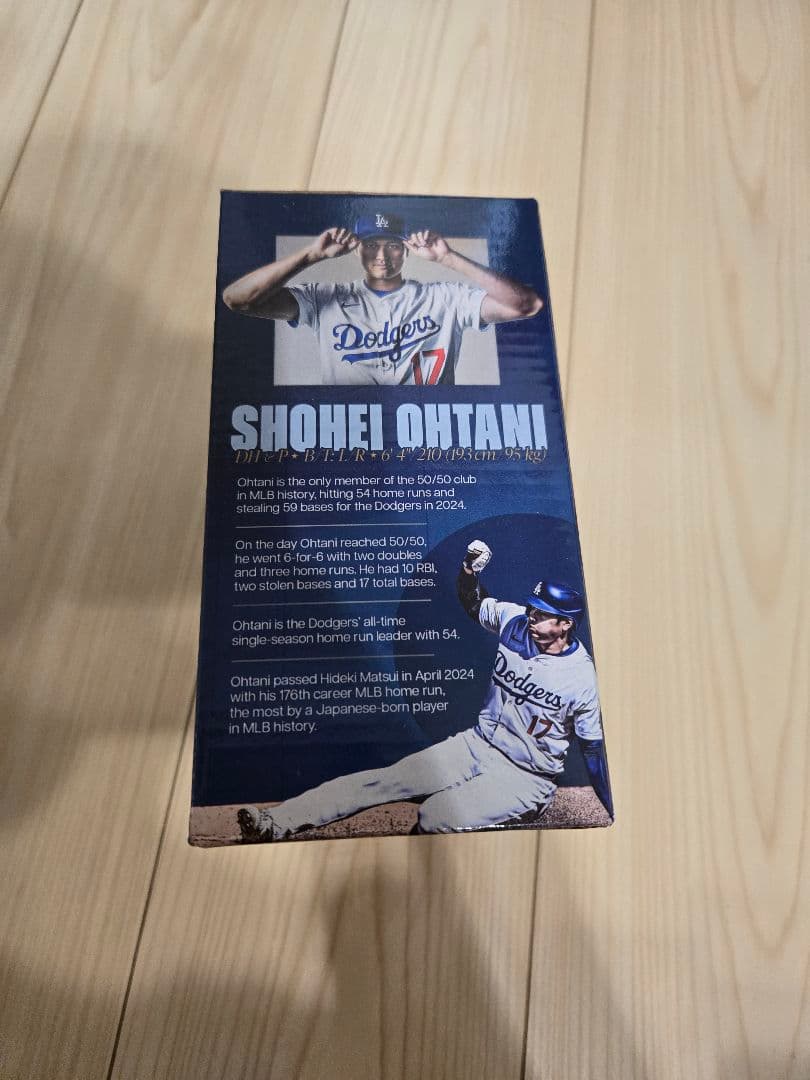 LA
Dodgers
17
SHOHEI OHTANI
DH & P ★ B/T: L/R ★ 6' 4" 210 (193 cm/95 kg)
Ohtani is the only member of the 50/50 club
in MLB history, hitting 54 home runs and
stealing 59 bases for the Dodgers in 2024.
On the day Ohtani reached 50/50,
he went 6-for-6 with two doubles
and three home runs. He had 10 RBI,
two stolen bases and 17 total bases.
Ohtani is the Dodgers' all-time
single-season home run leader with 54.
Ohtani passed Hideki Matsui in April 2024
with his 176th career MLB home run,
the most by a Japanese-born player
in MLB history.
LA
Dodgers
17